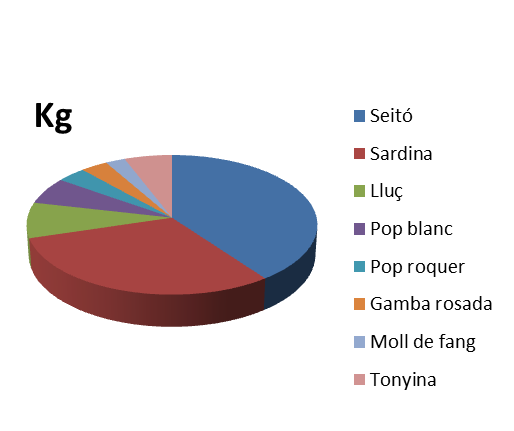 Kg
Seitó
Sardina
Lluç
Pop blanc
Pop roquer
Gamba rosada
Moll de fang
Tonyina